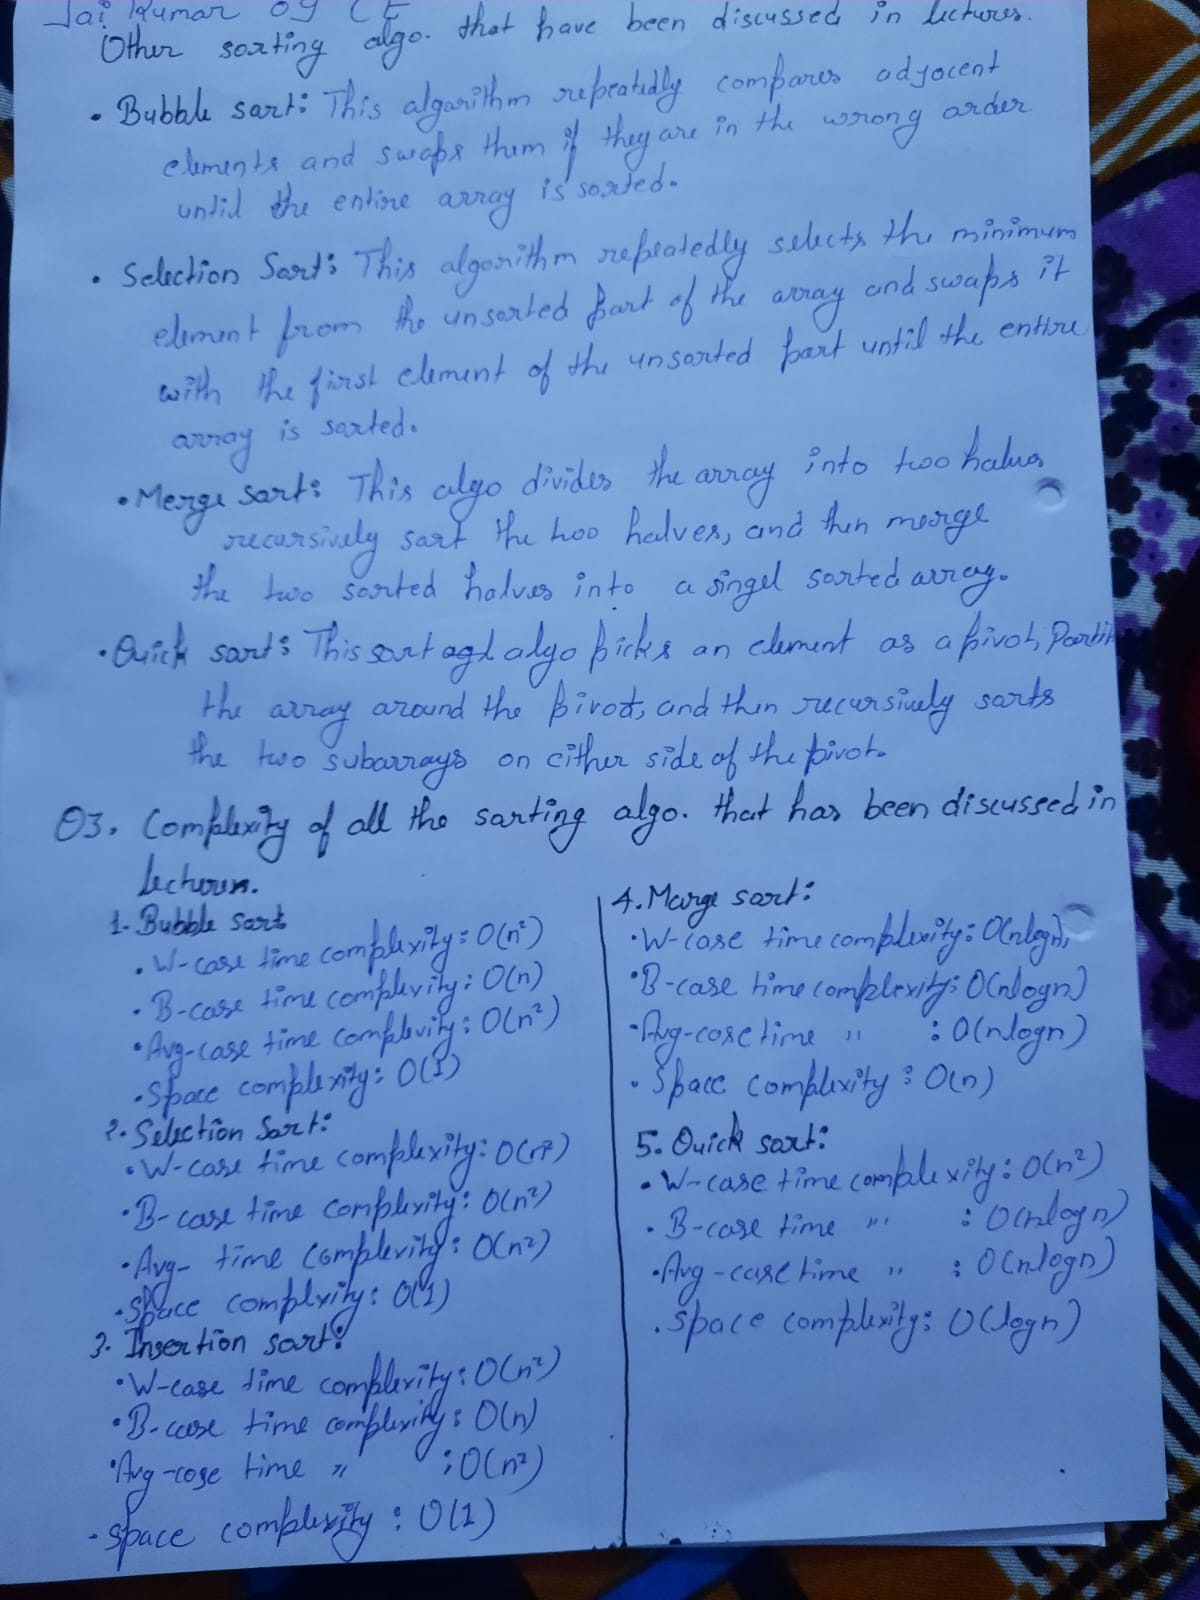 Jai Kumar 09 CE
Other sorting algo. that have been discussed in lectures.
• Bubble sort: This algorithm repeatedly compares adjacent
elements and swaps them if they are in the wrong order
until the entire array is sorted.
• Selection Sort: This algorithm repeatedly selects the minimum
element from the unsorted part of the array and swaps it
with the first element of the unsorted part until the entire
array is sorted.
• Merge sort: This algo divides the array into two halves
recursively sort the two halves, and then merge
the two sorted halves into a singel sorted array.
• Quick sort: This sort algo picks an element as a pivot, Partit
the array around the pivot, and then recursively sorts
the two subarrays on either side of the pivot.
Q3. Complexity of all the sorting algo. that has been discussed in
lectures.
1. Bubble sort
• W-case time complexity: O(n²)
• B-case time complexity: O(n)
• Avg-case time complexity: O(n²)
• Space complexity: O(1)
2. Selection Sort:
• W-case time complexity: O(n²)
• B-case time complexity: O(n²)
• Avg- time complexity: O(n²)
• Space complexity: O(1)
3. Insertion sort:
• W-case time complexity: O(n²)
• B-case time complexity: O(n)
• Avg-case time " : O(n²)
• Space complexity: O(1)
4. Merge sort:
• W-case time complexity: O(nlogn)
• B-case time complexity: O(nlogn)
• Avg-case time " : O(nlogn)
• Space complexity: O(n)
5. Quick sort:
• W-case time complexity: O(n²)
• B-case time " : O(nlogn)
• Avg-case time " : O(nlogn)
• Space complexity: O(logn)